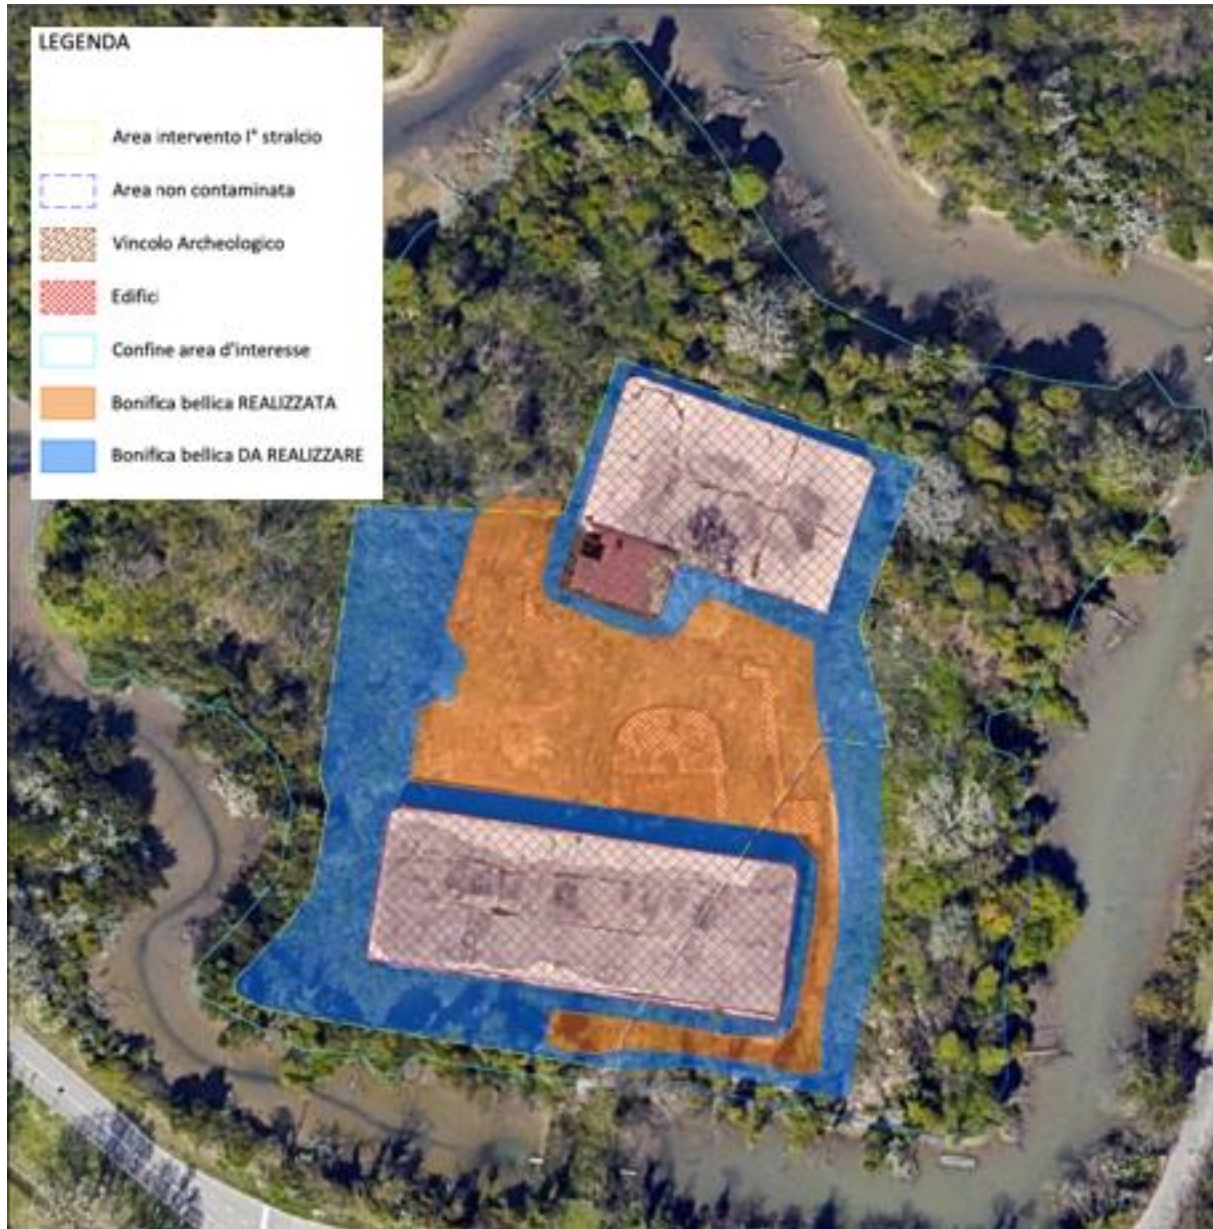 LEGENDA
Area intervento I° stralcio
Area non contaminata
Vincolo Archeologico
Edifici
Confine area d'interesse
Bonifica bellica REALIZZATA
Bonifica bellica DA REALIZZARE